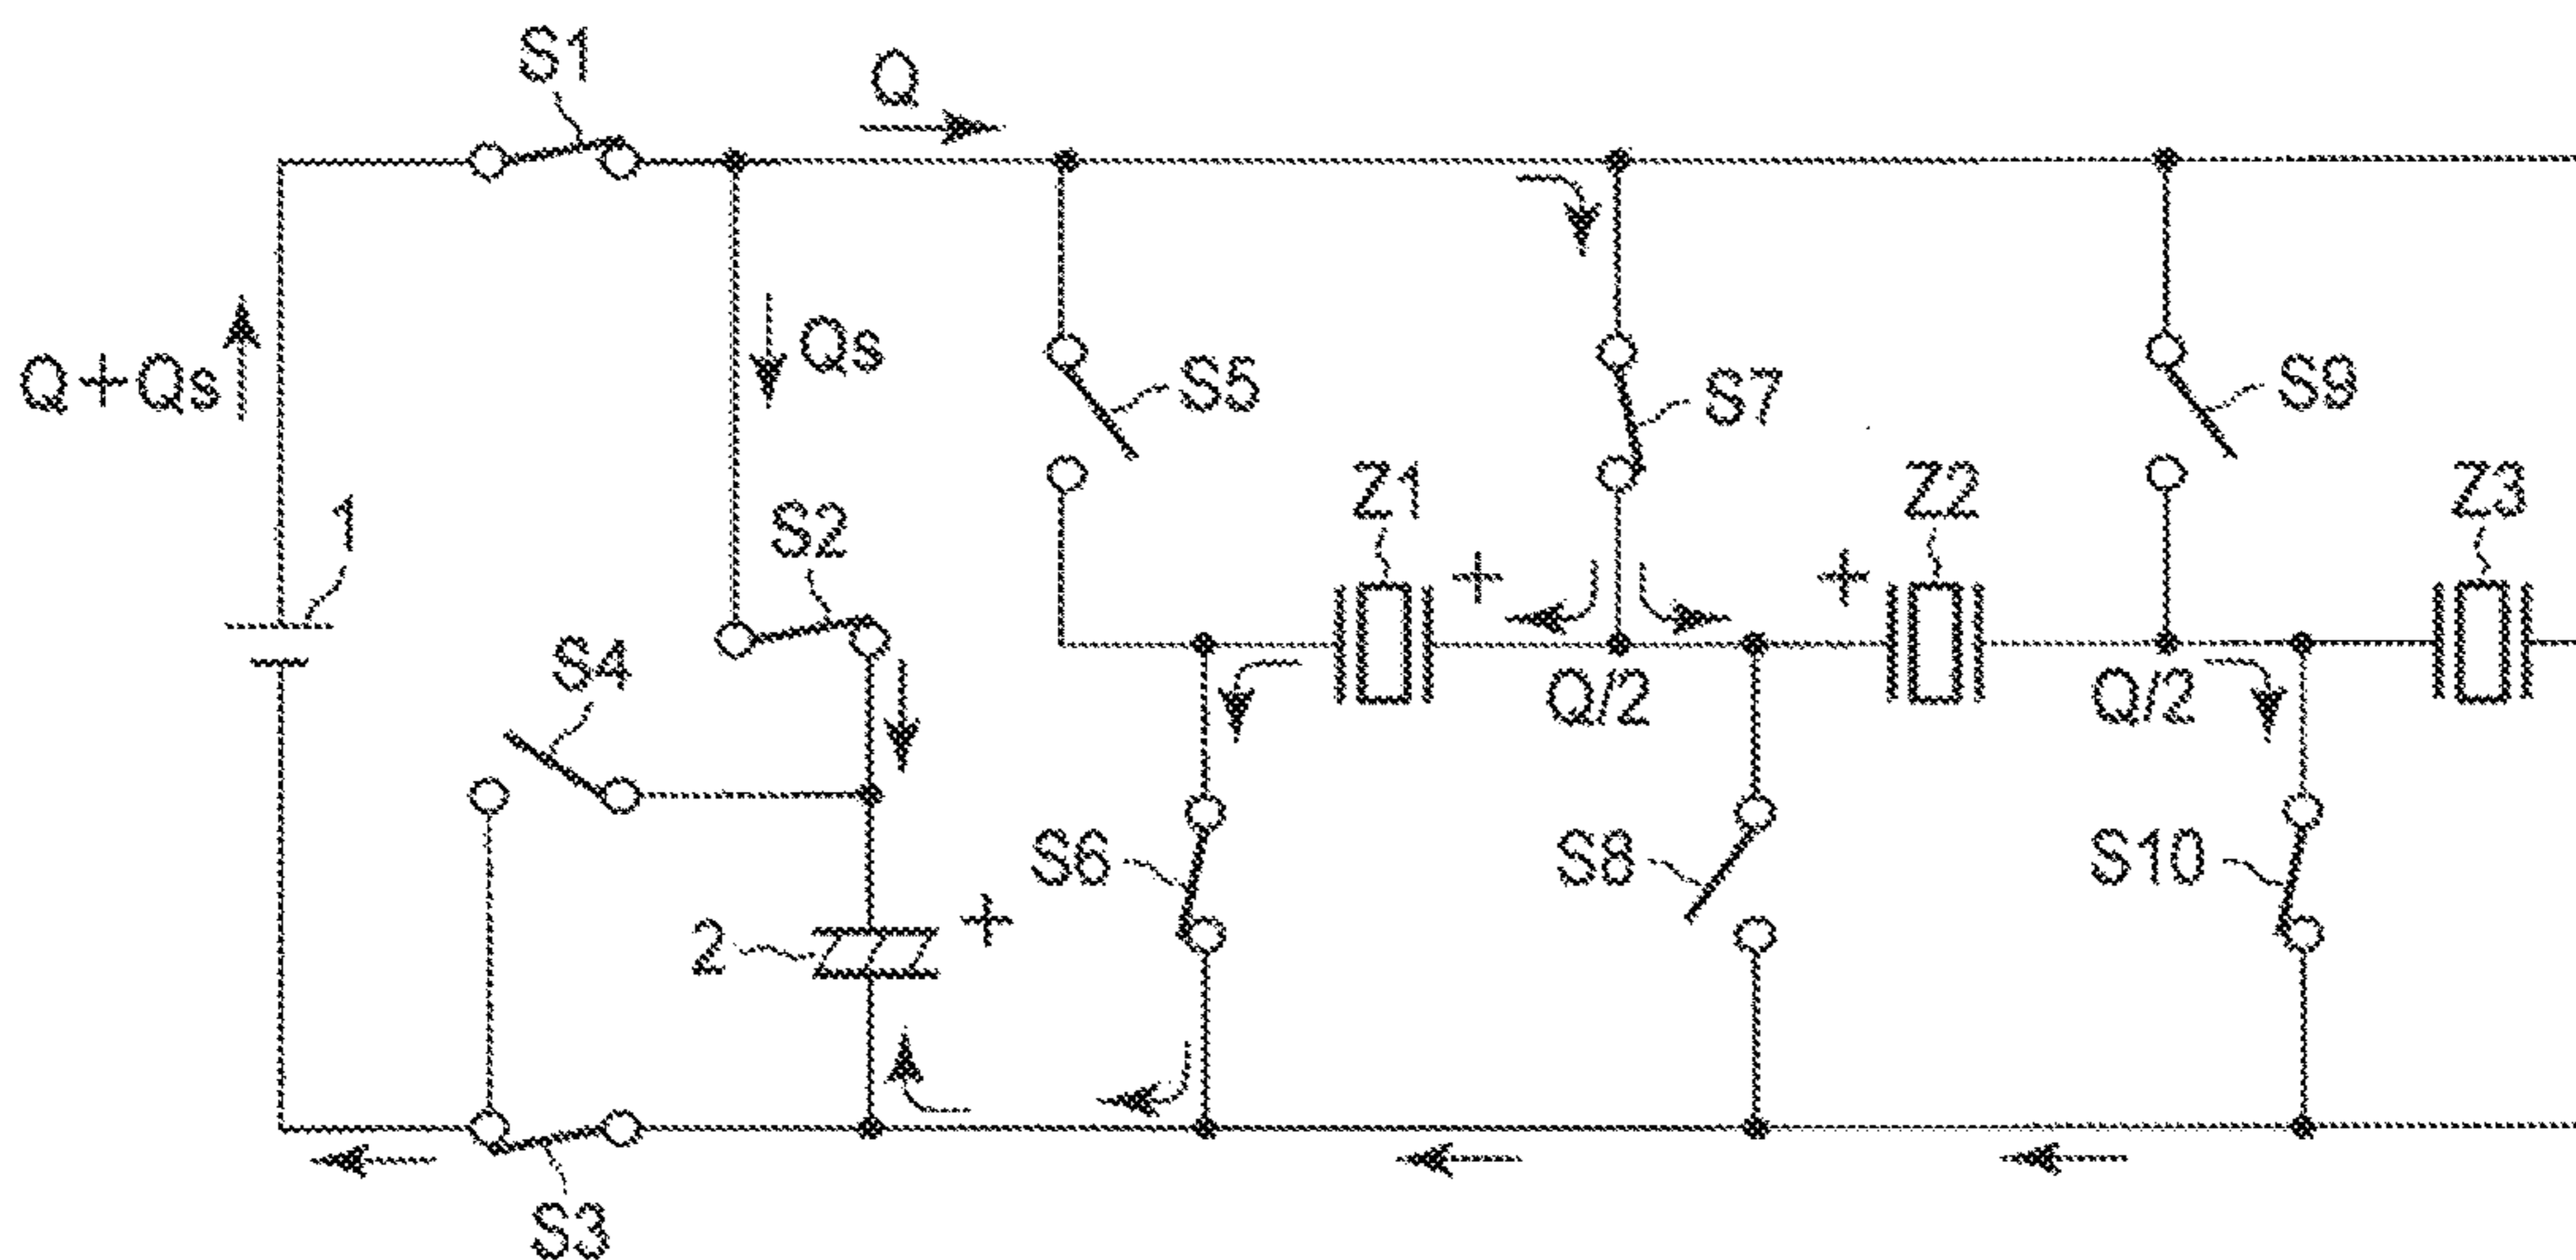 S1
Q
Q+Qs
Qs
S5
S7
S9
1
S2
Z1
Z2
Z3
+
+
S4
Q/2
Q/2
S6
S8
S10
2
+
S3